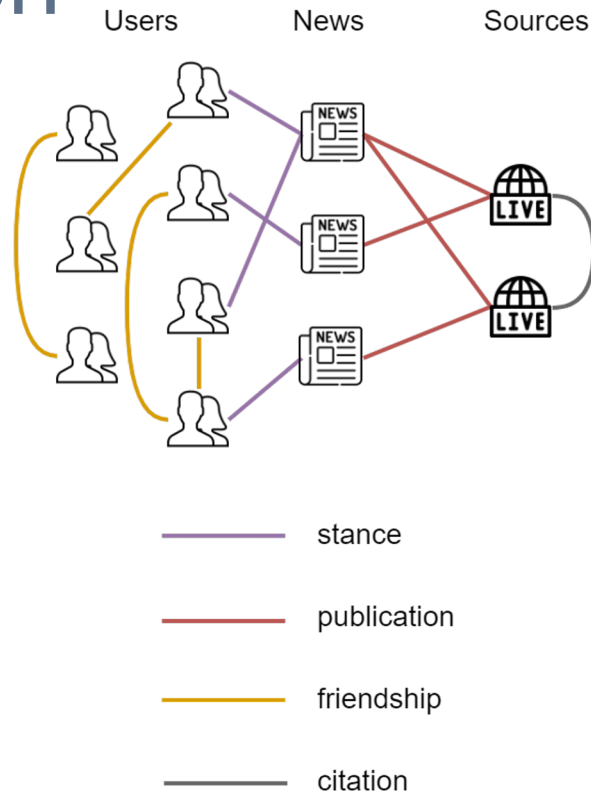 Users News Sources
NEWS
LIVE
NEWS
LIVE
NEWS
stance
publication
friendship
citation